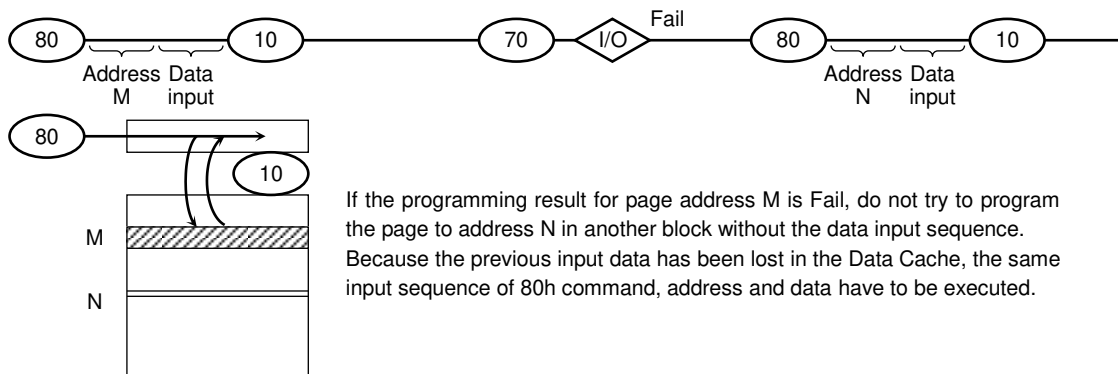 Fail
80 10 70 I/O 80 10
Address Data Address Data
M input N input
80
10
If the programming result for page address M is Fail, do not try to program
the page to address N in another block without the data input sequence.
M
Because the previous input data has been lost in the Data Cache, the same
input sequence of 80h command, address and data have to be executed.
N